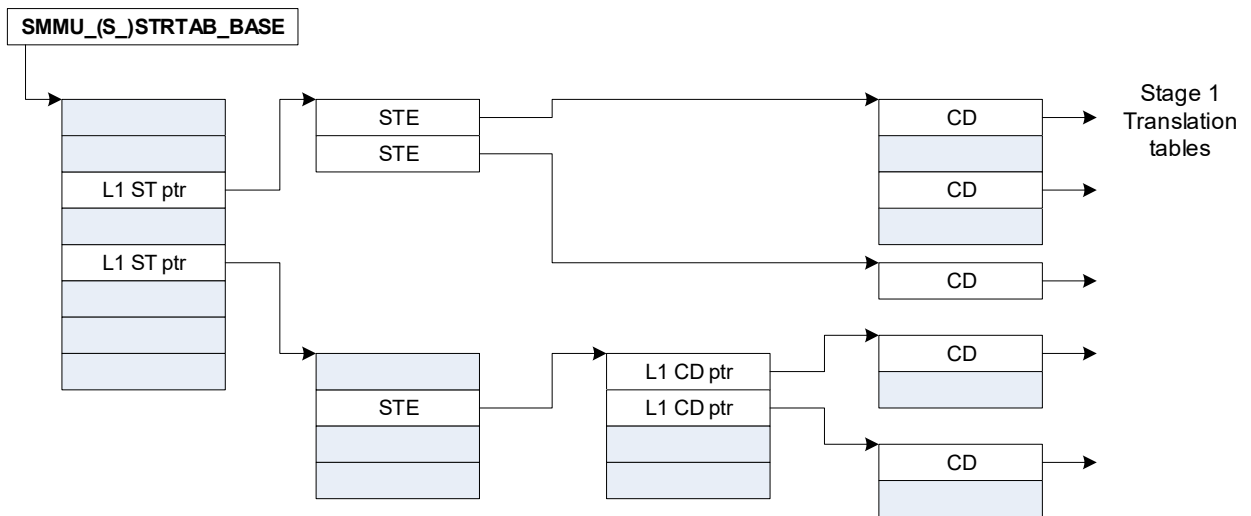 SMMU_(S_)STRTAB_BASE
STE
CD
Stage 1
Translation
tables
STE
L1 ST ptr
CD
L1 ST ptr
CD
CD
L1 CD ptr
STE
L1 CD ptr
CD